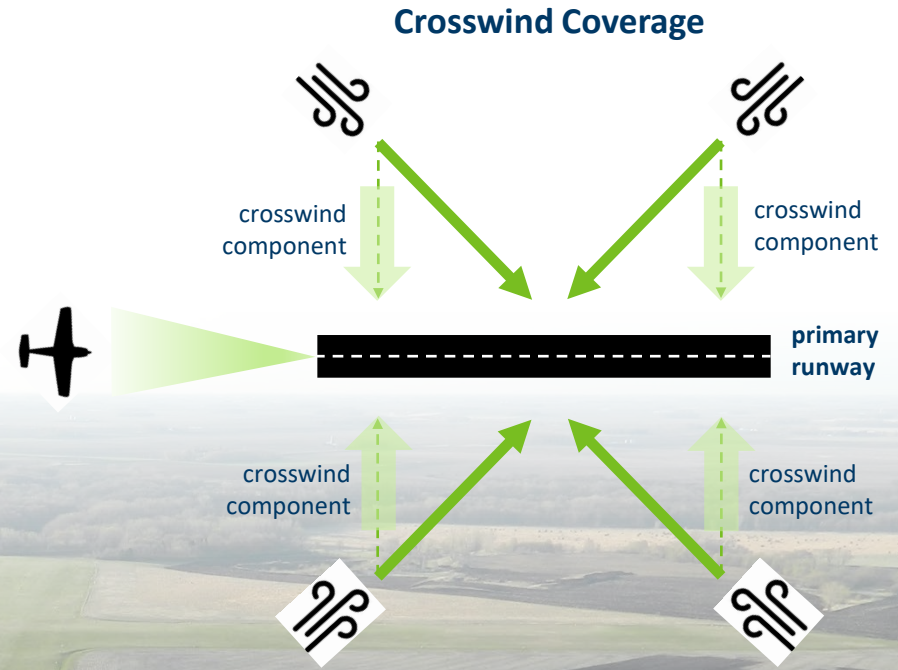 Crosswind Coverage
crosswind
component
crosswind
component
primary
runway
crosswind
component
crosswind
component